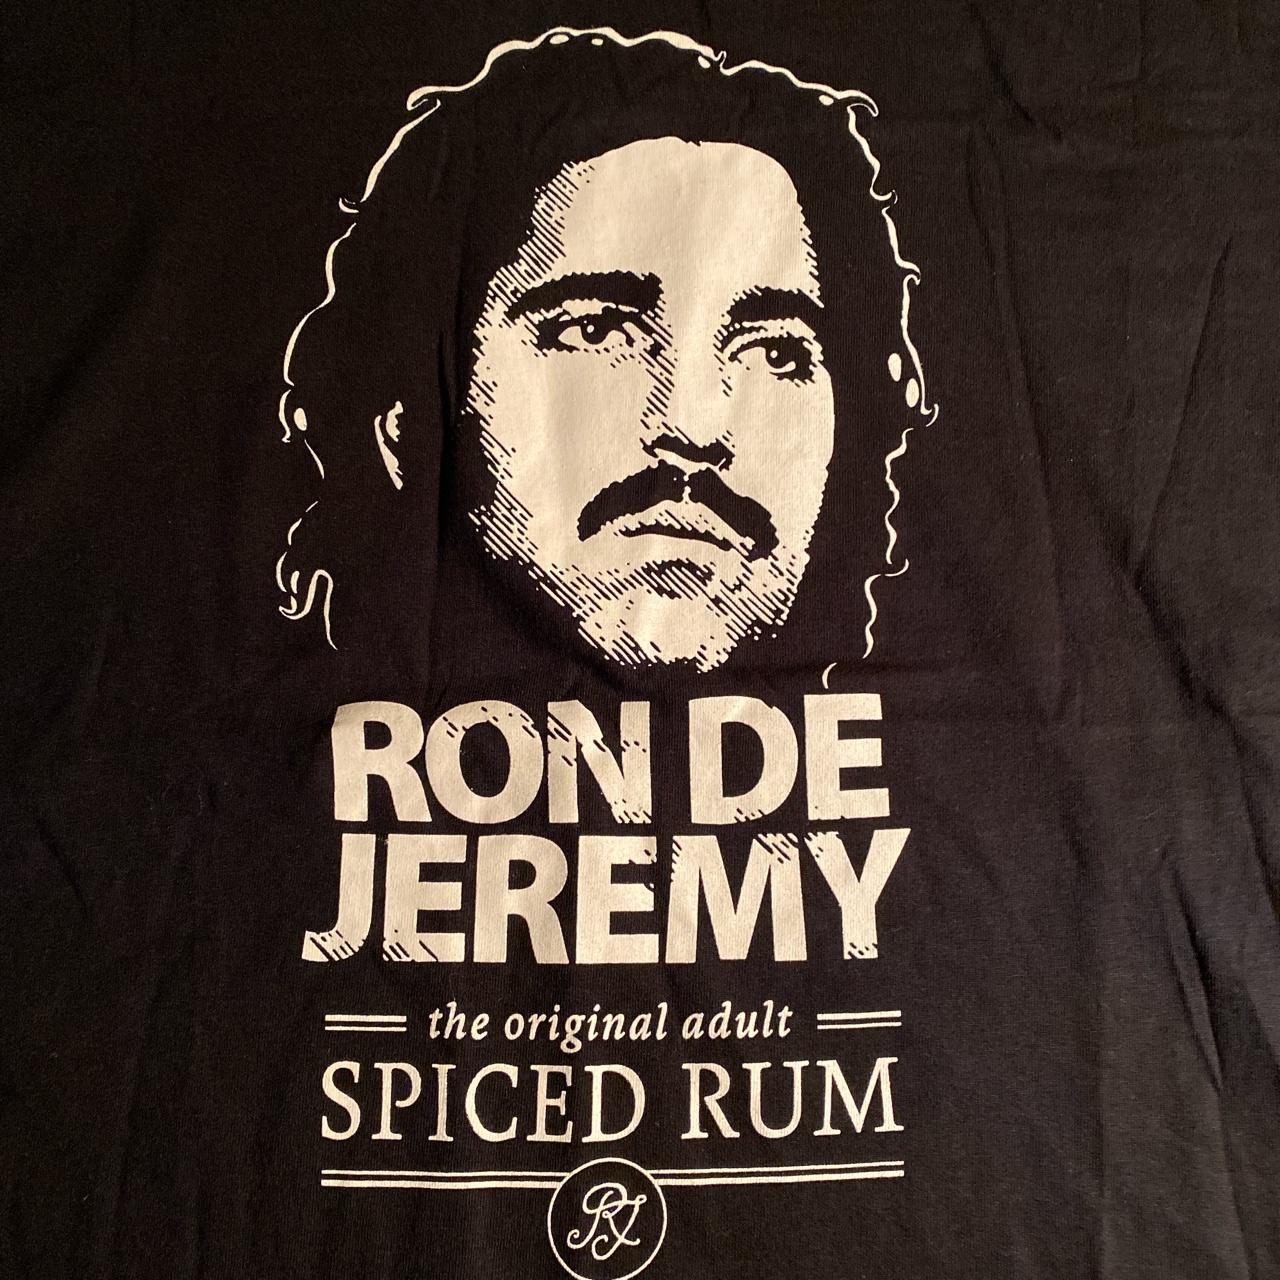 RON DE
JEREMY
the original adult
SPICED RUM
RJ